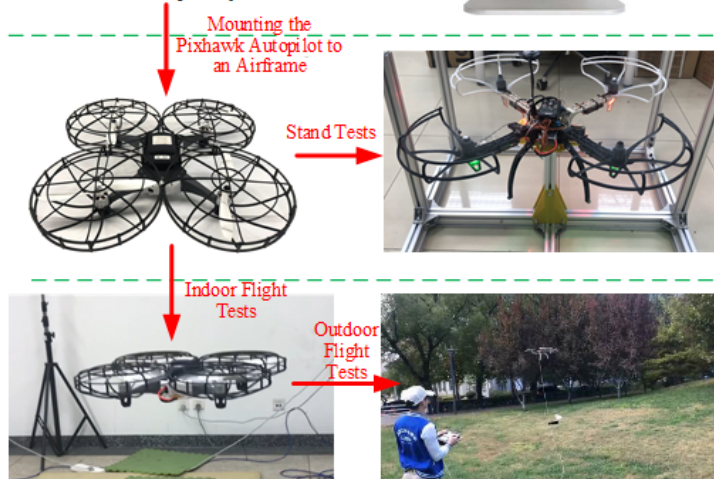 Mounting the
Pixhawk Autopilot to
an Airframe
Stand Tests
Indoor Flight
Tests
Outdoor
Flight
Tests